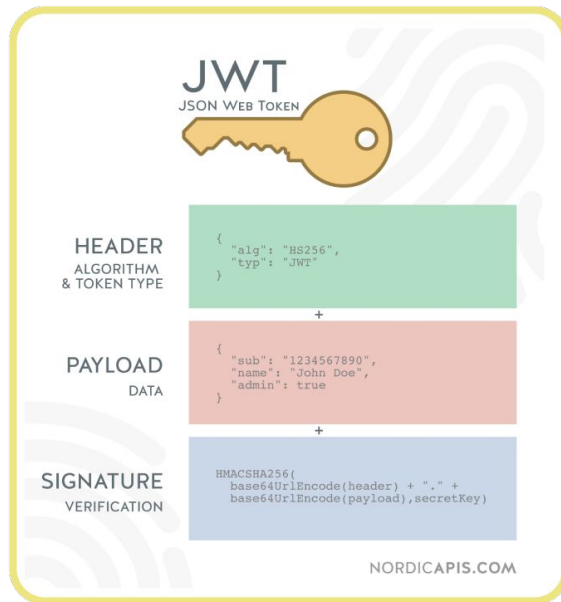 JWT
JSON WEB TOKEN
HEADER
ALGORITHM
& TOKEN TYPE
{
"alg": "HS256",
"typ": "JWT"
}
+
PAYLOAD
DATA
{
"sub": "1234567890",
"name": "John Doe",
"admin": true
}
+
SIGNATURE
VERIFICATION
HMACSHA256(
base64UrlEncode(header) + "." +
base64UrlEncode(payload),secretKey)
NORDICAPIS.COM